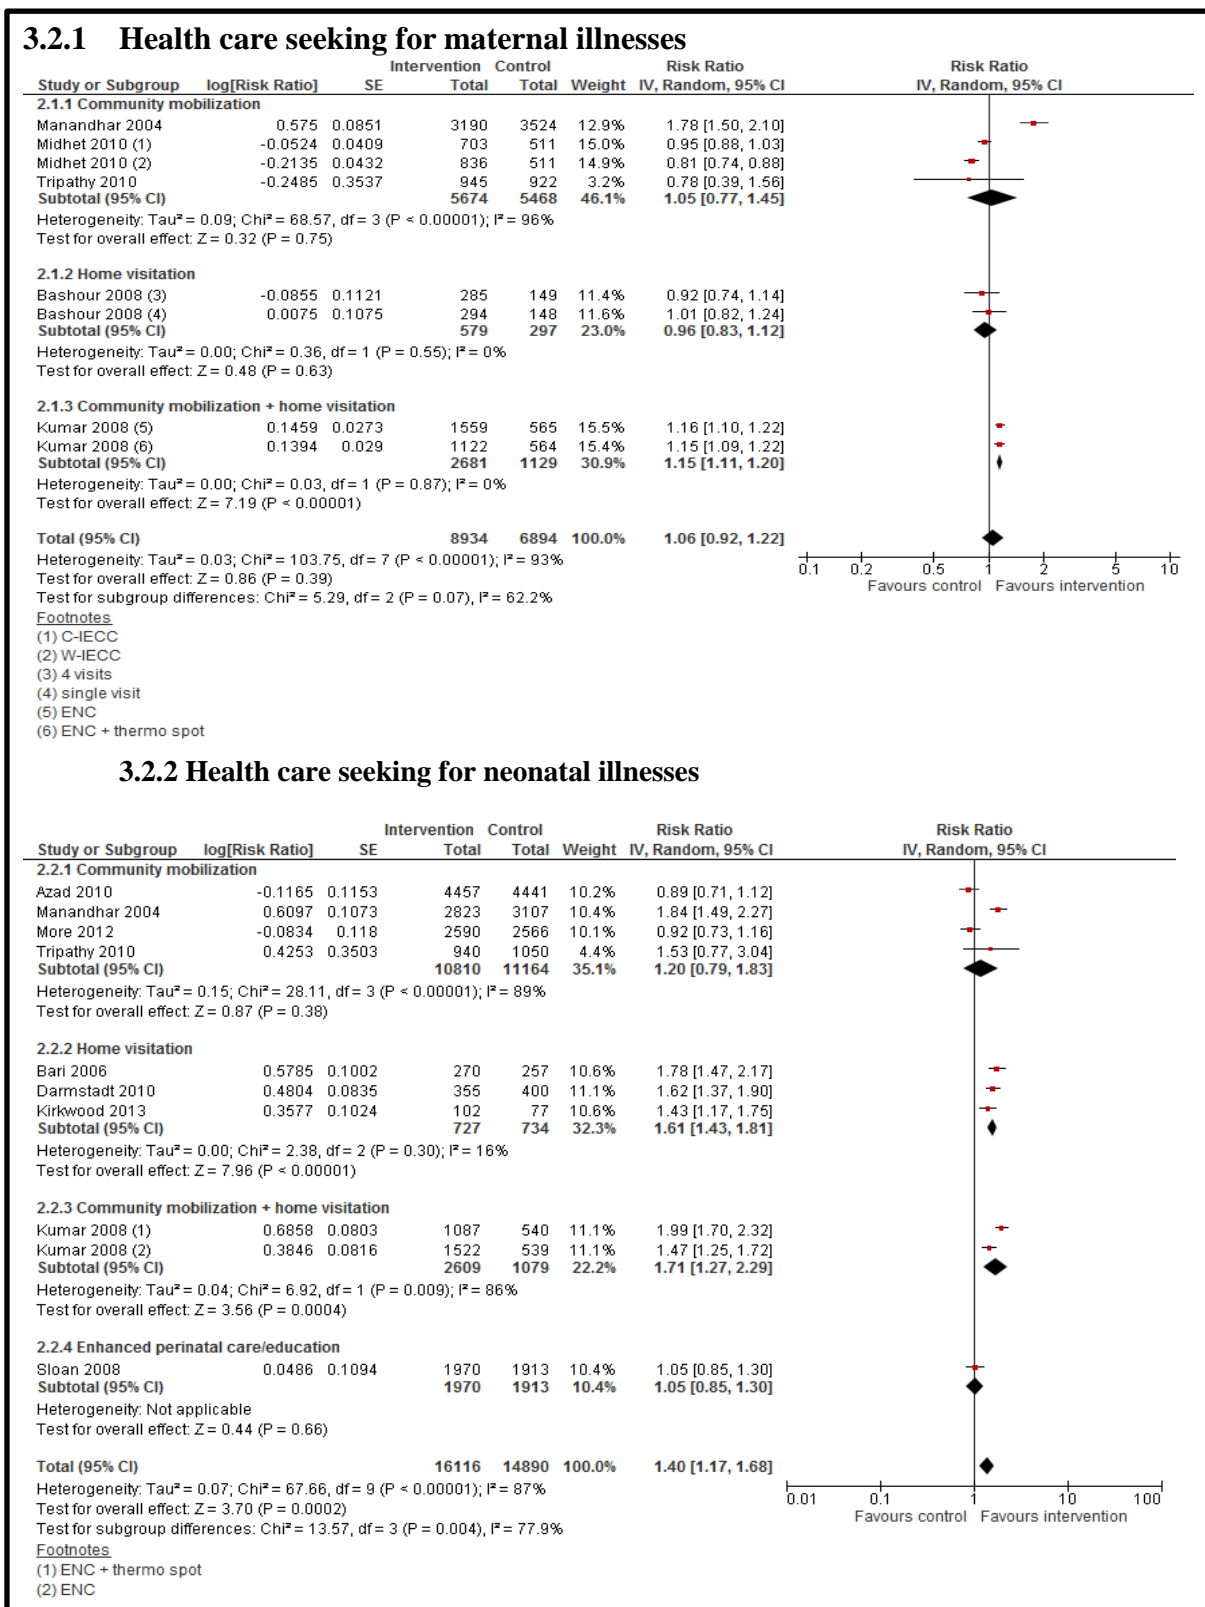 3.2.1 Health care seeking for maternal illnesses
Intervention Control Risk Ratio Risk Ratio
Study or Subgroup log[Risk Ratio] SE Total Total Weight IV, Random, 95% CI IV, Random, 95% CI
2.1.1 Community mobilization
Manandhar 2004 0.575 0.0851 3190 3524 12.9% 1.78 [1.50, 2.10]
Midhet 2010 (1) -0.0524 0.0409 703 511 15.0% 0.95 [0.88, 1.03]
Midhet 2010 (2) -0.2135 0.0432 836 511 14.9% 0.81 [0.74, 0.88]
Tripathy 2010 -0.2485 0.3537 945 922 3.2% 0.78 [0.39, 1.56]
Subtotal (95% CI) 5674 5468 46.1% 1.05 [0.77, 1.45]
Heterogeneity: Tau² = 0.09; Chi² = 68.57, df = 3 (P < 0.00001); I² = 96%
Test for overall effect: Z = 0.32 (P = 0.75)
2.1.2 Home visitation
Bashour 2008 (3) -0.0855 0.1121 285 149 11.4% 0.92 [0.74, 1.14]
Bashour 2008 (4) 0.0075 0.1075 294 148 11.6% 1.01 [0.82, 1.24]
Subtotal (95% CI) 579 297 23.0% 0.96 [0.83, 1.12]
Heterogeneity: Tau² = 0.00; Chi² = 0.36, df = 1 (P = 0.55); I² = 0%
Test for overall effect: Z = 0.48 (P = 0.63)
2.1.3 Community mobilization + home visitation
Kumar 2008 (5) 0.1459 0.0273 1559 565 15.5% 1.16 [1.10, 1.22]
Kumar 2008 (6) 0.1394 0.029 1122 564 15.4% 1.15 [1.09, 1.22]
Subtotal (95% CI) 2681 1129 30.9% 1.15 [1.11, 1.20]
Heterogeneity: Tau² = 0.00; Chi² = 0.03, df = 1 (P = 0.87); I² = 0%
Test for overall effect: Z = 7.19 (P < 0.00001)
Total (95% CI) 8934 6894 100.0% 1.06 [0.92, 1.22]
Heterogeneity: Tau² = 0.03; Chi² = 103.75, df = 7 (P < 0.00001); I² = 93%
Test for overall effect: Z = 0.86 (P = 0.39)
Test for subgroup differences: Chi² = 5.29, df = 2 (P = 0.07), I² = 62.2%
0.1 0.2 0.5 1 2 5 10
Favours control Favours intervention
Footnotes
(1) C-IECC
(2) W-IECC
(3) 4 visits
(4) single visit
(5) ENC
(6) ENC + thermo spot
3.2.2 Health care seeking for neonatal illnesses
Intervention Control Risk Ratio Risk Ratio
Study or Subgroup log[Risk Ratio] SE Total Total Weight IV, Random, 95% CI IV, Random, 95% CI
2.2.1 Community mobilization
Azad 2010 -0.1165 0.1153 4457 4441 10.2% 0.89 [0.71, 1.12]
Manandhar 2004 0.6097 0.1073 2823 3107 10.4% 1.84 [1.49, 2.27]
More 2012 -0.0834 0.118 2590 2566 10.1% 0.92 [0.73, 1.16]
Tripathy 2010 0.4253 0.3503 940 1050 4.4% 1.53 [0.77, 3.04]
Subtotal (95% CI) 10810 11164 35.1% 1.20 [0.79, 1.83]
Heterogeneity: Tau² = 0.15; Chi² = 28.11, df = 3 (P < 0.00001); I² = 89%
Test for overall effect: Z = 0.87 (P = 0.38)
2.2.2 Home visitation
Bari 2006 0.5785 0.1002 270 257 10.6% 1.78 [1.47, 2.17]
Darmstadt 2010 0.4804 0.0835 355 400 11.1% 1.62 [1.37, 1.90]
Kirkwood 2013 0.3577 0.1024 102 77 10.6% 1.43 [1.17, 1.75]
Subtotal (95% CI) 727 734 32.3% 1.61 [1.43, 1.81]
Heterogeneity: Tau² = 0.00; Chi² = 2.38, df = 2 (P = 0.30); I² = 16%
Test for overall effect: Z = 7.96 (P < 0.00001)
2.2.3 Community mobilization + home visitation
Kumar 2008 (1) 0.6858 0.0803 1087 540 11.1% 1.99 [1.70, 2.32]
Kumar 2008 (2) 0.3846 0.0816 1522 539 11.1% 1.47 [1.25, 1.72]
Subtotal (95% CI) 2609 1079 22.2% 1.71 [1.27, 2.29]
Heterogeneity: Tau² = 0.04; Chi² = 6.92, df = 1 (P = 0.009); I² = 86%
Test for overall effect: Z = 3.56 (P = 0.0004)
2.2.4 Enhanced perinatal care/education
Sloan 2008 0.0486 0.1094 1970 1913 10.4% 1.05 [0.85, 1.30]
Subtotal (95% CI) 1970 1913 10.4% 1.05 [0.85, 1.30]
Heterogeneity: Not applicable
Test for overall effect: Z = 0.44 (P = 0.66)
Total (95% CI) 16116 14890 100.0% 1.40 [1.17, 1.68]
Heterogeneity: Tau² = 0.07; Chi² = 67.66, df = 9 (P < 0.00001); I² = 87%
Test for overall effect: Z = 3.70 (P = 0.0002)
Test for subgroup differences: Chi² = 13.57, df = 3 (P = 0.004), I² = 77.9%
0.01 0.1 1 10 100
Favours control Favours intervention
Footnotes
(1) ENC + thermo spot
(2) ENC